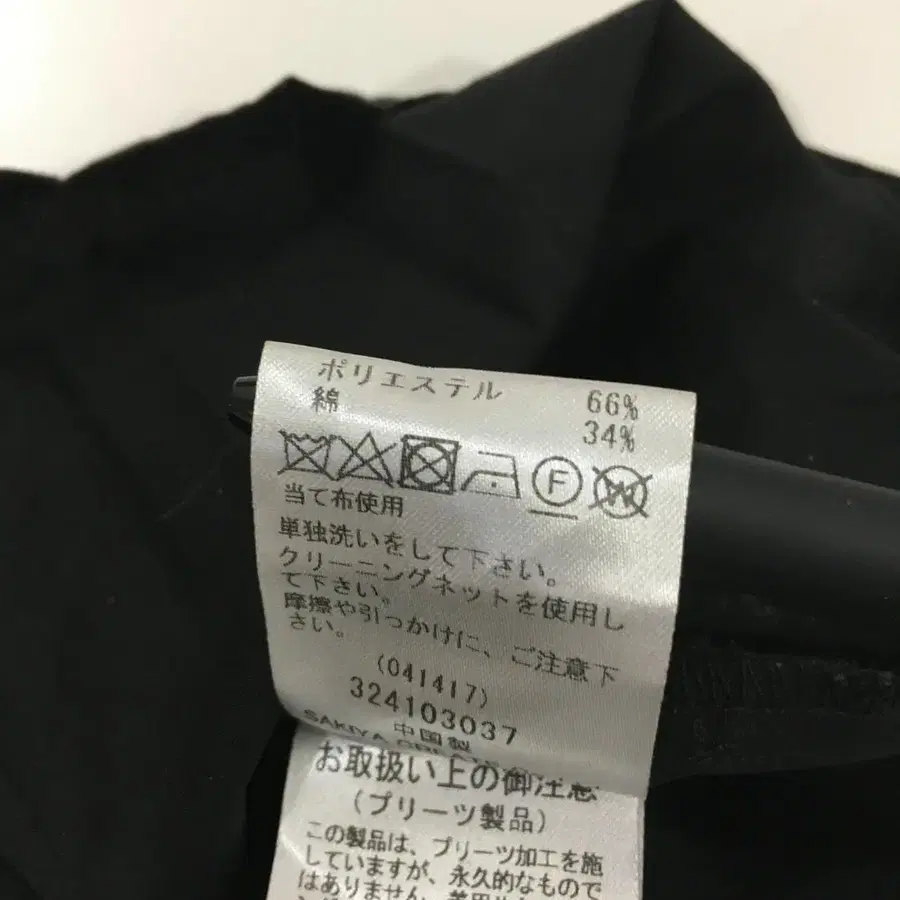 ポリエステル 66%
綿 34%
F W
当て布使用
単独洗いをして下さい。
クリーニングネットを使用し
て下さい。
摩擦や引っかけに、ご注意下
さい。
(041417)
324103037
中国製
SAKIYA
お取扱い上の御注意
(プリーツ製品)
この製品は、プリーツ加工を施
していますが、永久的なもので
はありません。